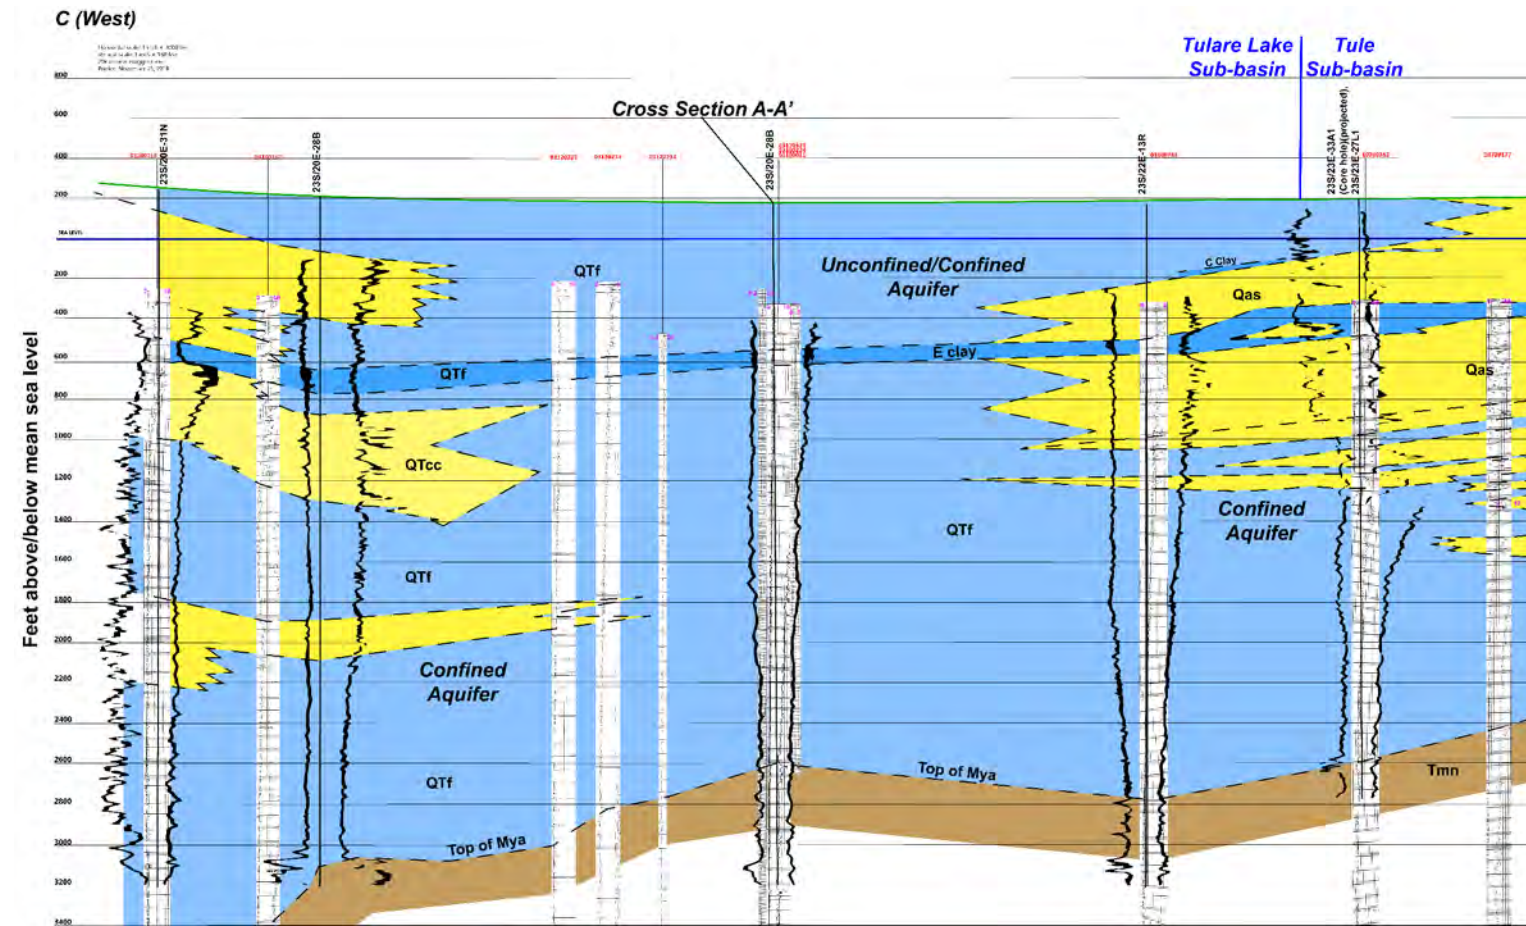 C (West)
Tulare Lake
Sub-basin
Tule
Sub-basin
Cross Section A-A'
800
600
400
200
SEA LEVEL
200
400
600
800
1000
1200
1400
1600
1800
2000
2200
2400
2600
2800
3000
3200
3400
Feet above/below mean sea level
23S/20E-31N
23S/20E-28B
23S/20E-28B
23S/22E-13R
23S/23E-33A1
(Core hole)(projected),
23S/23E-27L1
QTf
Unconfined/Confined
Aquifer
C Clay
Qas
E clay
QTf
Qas
QTcc
QTf
QTf
Confined
Aquifer
Confined
Aquifer
QTf
Top of Mya
Top of Mya
Tmn